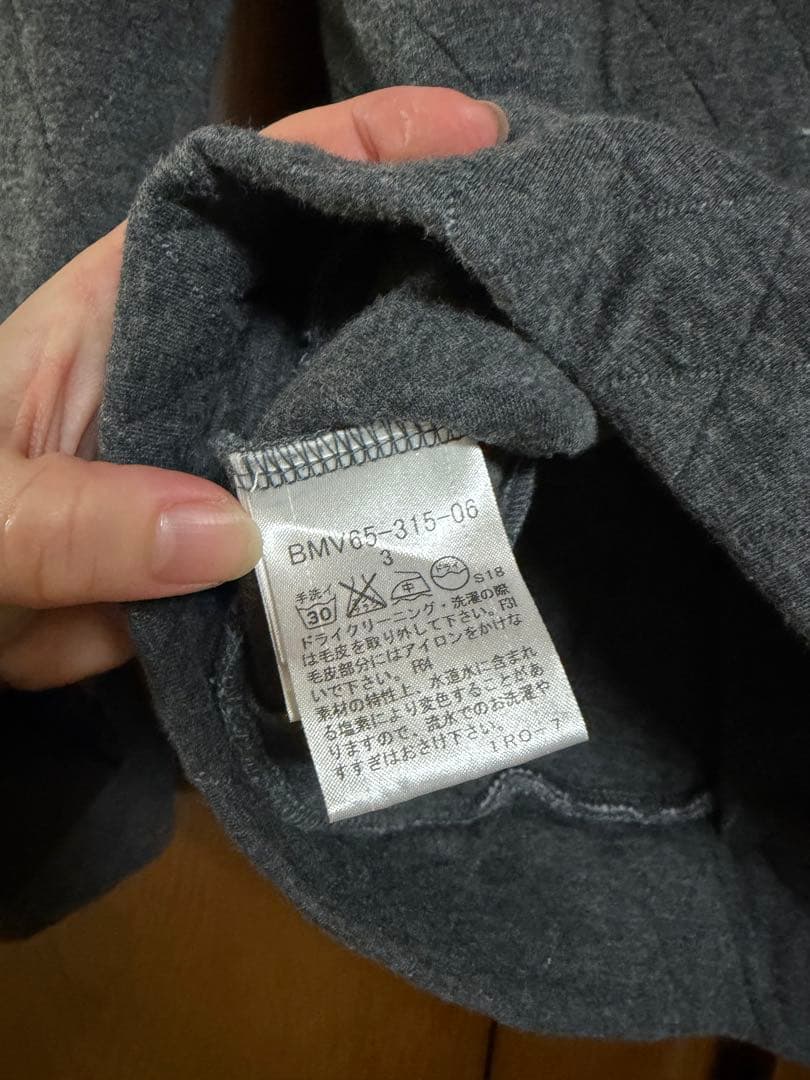 BMV65-315-06
3
手洗イ 30 エンソ 中 ドライ S18
ドライクリーニング・洗濯の際
は毛皮を取り外して下さい。F31
毛皮部分にはアイロンをかけな
いで下さい。F64
素材の特性上、水道水に含まれ
る塩素により変色することがあ
りますので、流水でのお洗濯や
すすぎはおさけ下さい。
IRO-7